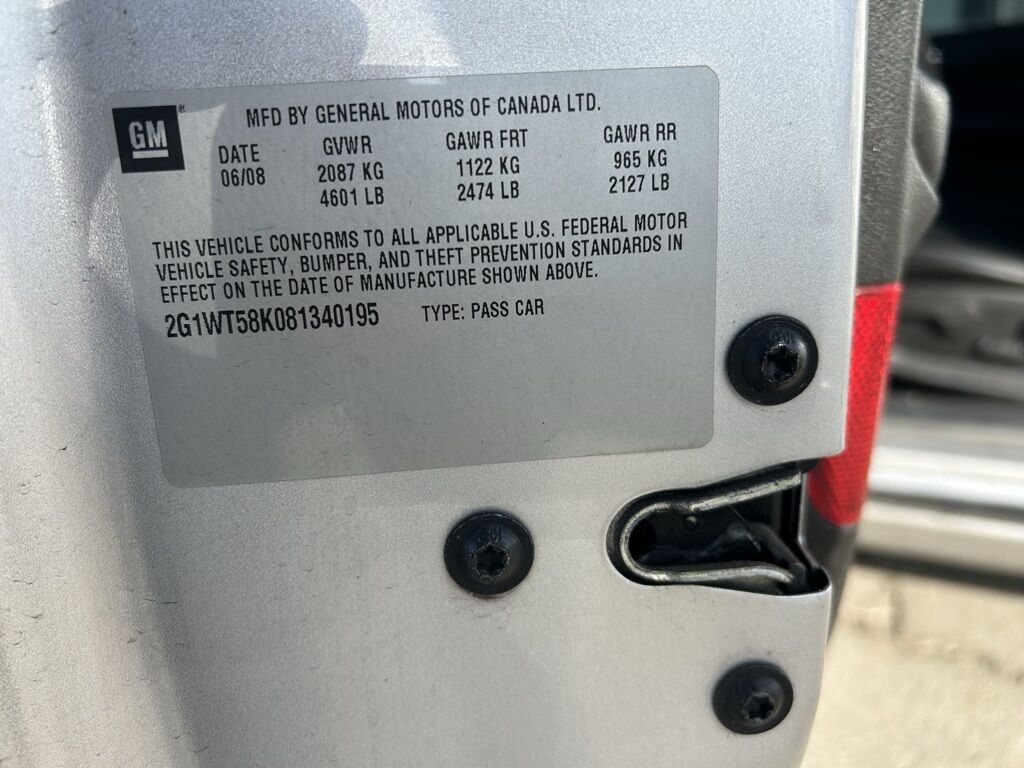 GM
MFD BY GENERAL MOTORS OF CANADA LTD.
DATE GVWR GAWR FRT GAWR RR
06/08 2087 KG 1122 KG 965 KG
4601 LB 2474 LB 2127 LB
THIS VEHICLE CONFORMS TO ALL APPLICABLE U.S. FEDERAL MOTOR
VEHICLE SAFETY, BUMPER, AND THEFT PREVENTION STANDARDS IN
EFFECT ON THE DATE OF MANUFACTURE SHOWN ABOVE.
2G1WT58K081340195 TYPE: PASS CAR